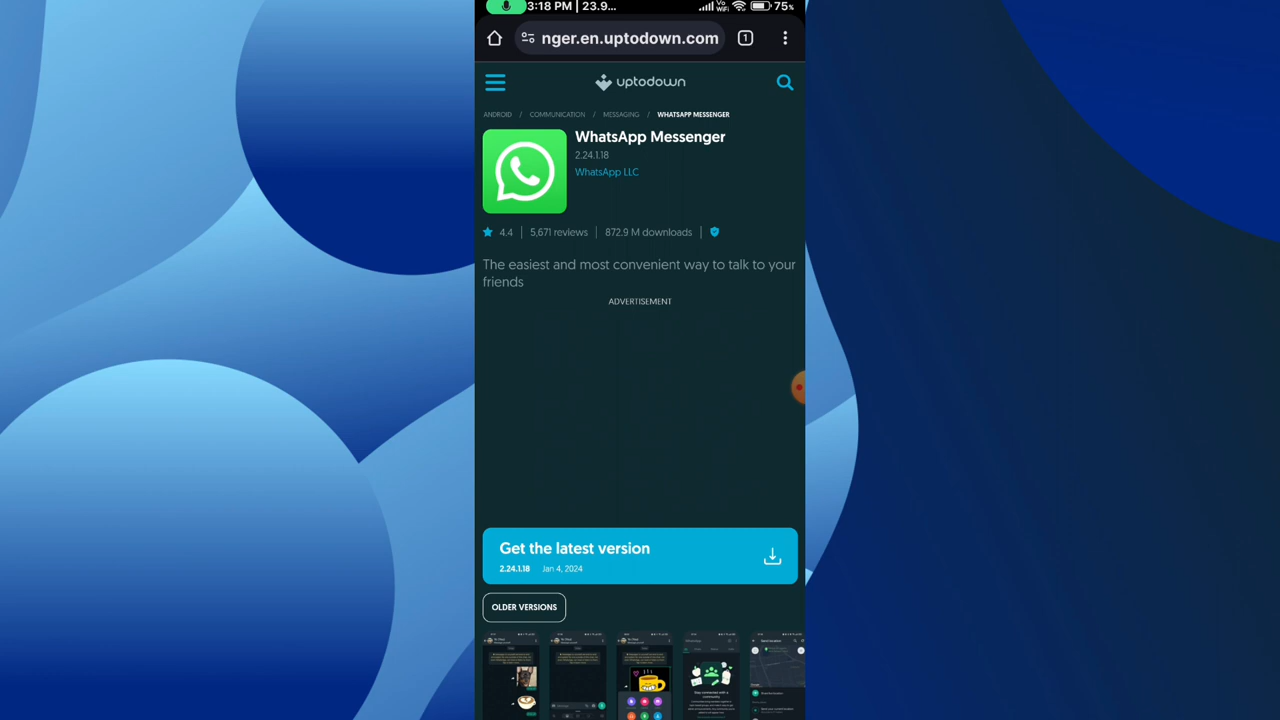 3:18 PM | 23.9...
Vo
WiFi
75%
nger.en.uptodown.com
1
uptodown
ANDROID / COMMUNICATION / MESSAGING / WHATSAPP MESSENGER
WhatsApp Messenger
2.24.1.18
WhatsApp LLC
4.4 | 5,671 reviews | 872.9 M downloads |
The easiest and most convenient way to talk to your
friends
ADVERTISEMENT
Get the latest version
2.24.1.18 Jan 4, 2024
OLDER VERSIONS